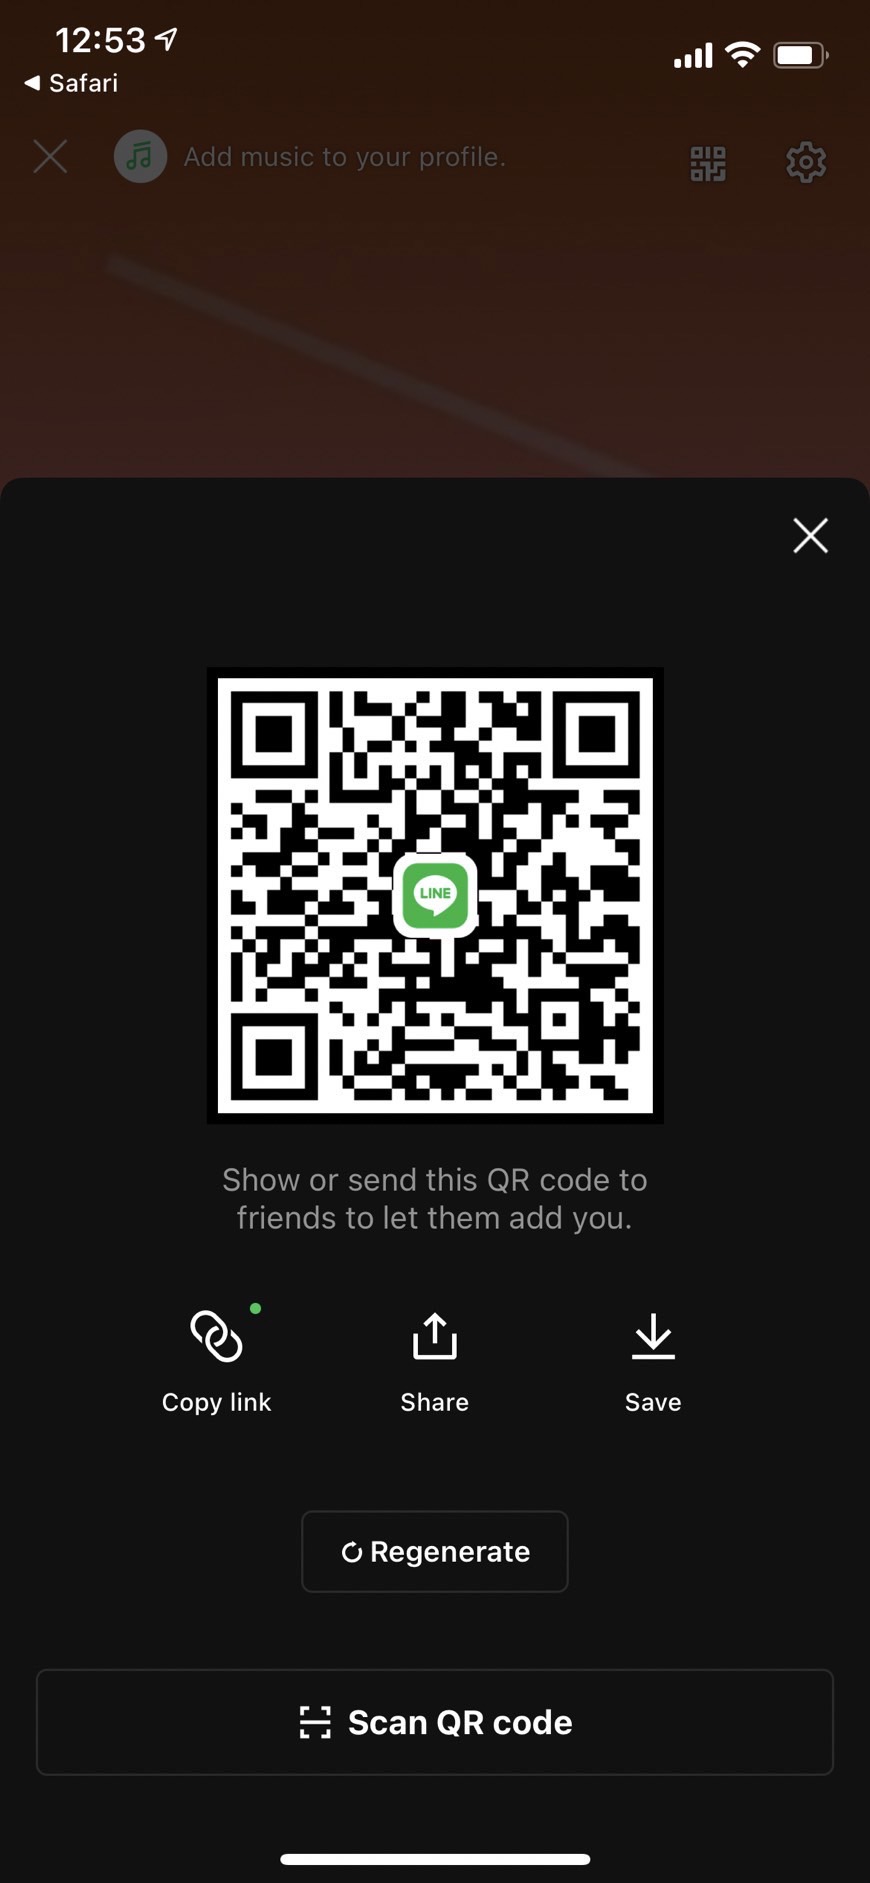 12:53
Safari
Add music to your profile.
LINE
Show or send this QR code to
friends to let them add you.
Copy link
Share
Save
Regenerate
Scan QR code